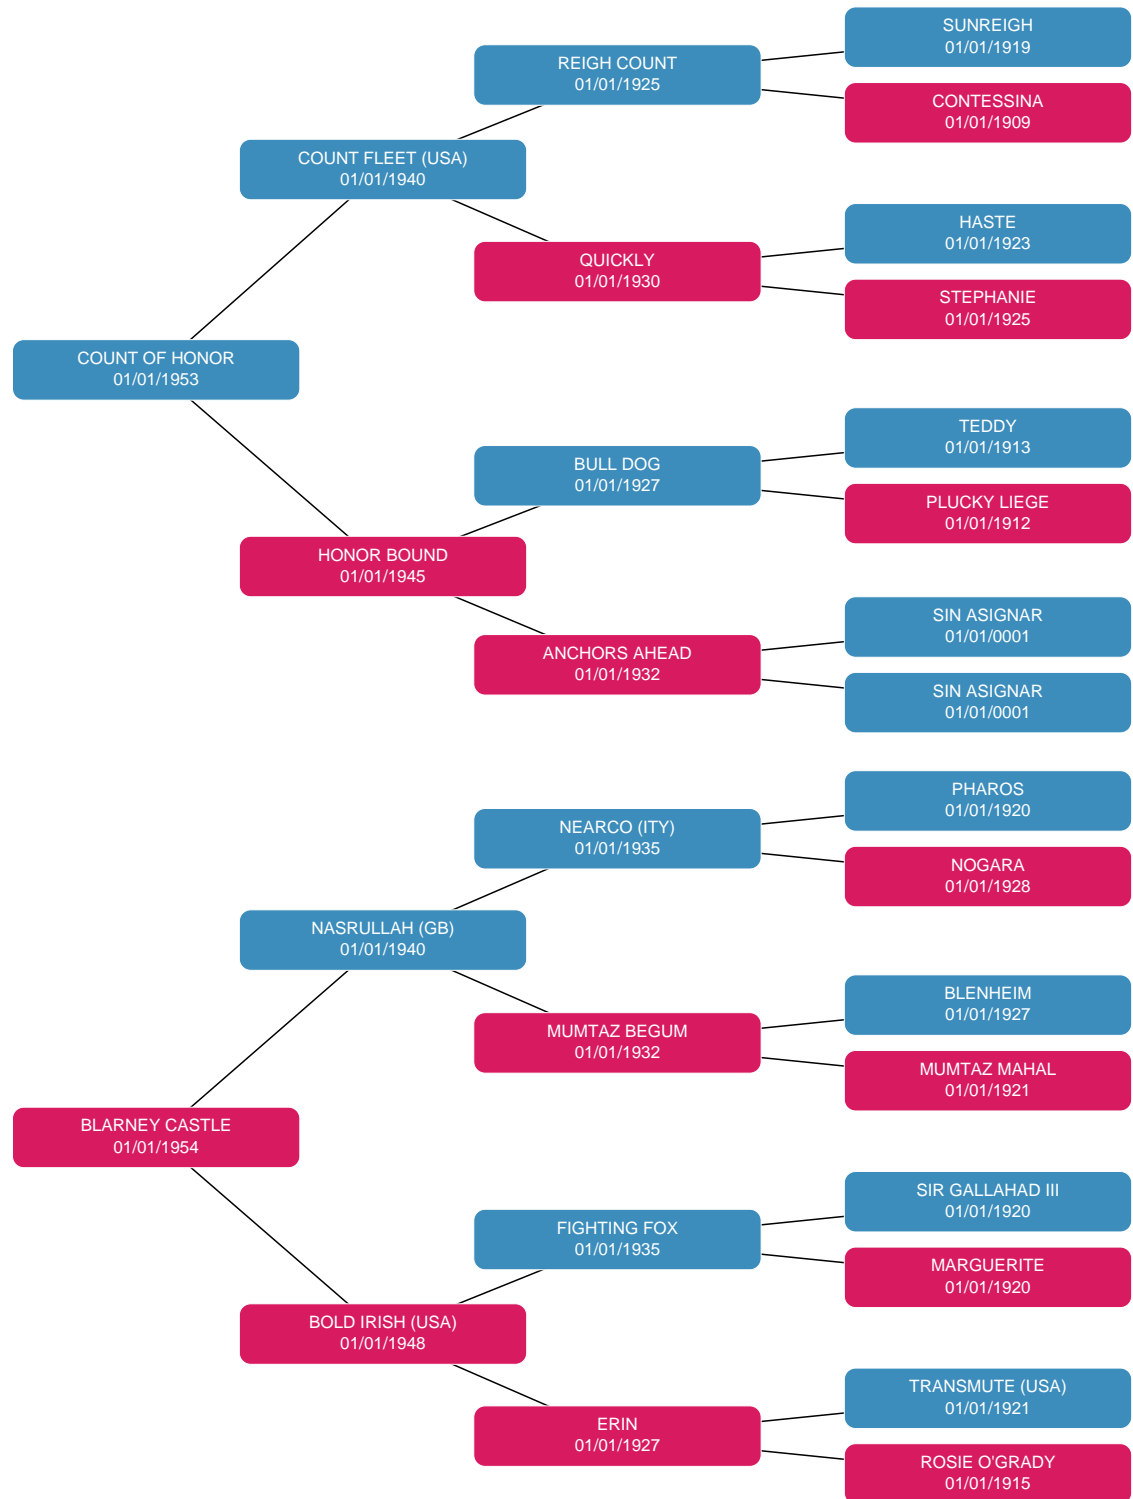 SUNREIGH
01/01/1919
REIGH COUNT
01/01/1925
CONTESSINA
01/01/1909
COUNT FLEET (USA)
01/01/1940
HASTE
01/01/1923
QUICKLY
01/01/1930
STEPHANIE
01/01/1925
COUNT OF HONOR
01/01/1953
TEDDY
01/01/1913
BULL DOG
01/01/1927
PLUCKY LIEGE
01/01/1912
HONOR BOUND
01/01/1945
SIN ASIGNAR
01/01/0001
ANCHORS AHEAD
01/01/1932
SIN ASIGNAR
01/01/0001
PHAROS
01/01/1920
NEARCO (ITY)
01/01/1935
NOGARA
01/01/1928
NASRULLAH (GB)
01/01/1940
BLENHEIM
01/01/1927
MUMTAZ BEGUM
01/01/1932
MUMTAZ MAHAL
01/01/1921
BLARNEY CASTLE
01/01/1954
SIR GALLAHAD III
01/01/1920
FIGHTING FOX
01/01/1935
MARGUERITE
01/01/1920
BOLD IRISH (USA)
01/01/1948
TRANSMUTE (USA)
01/01/1921
ERIN
01/01/1927
ROSIE O'GRADY
01/01/1915